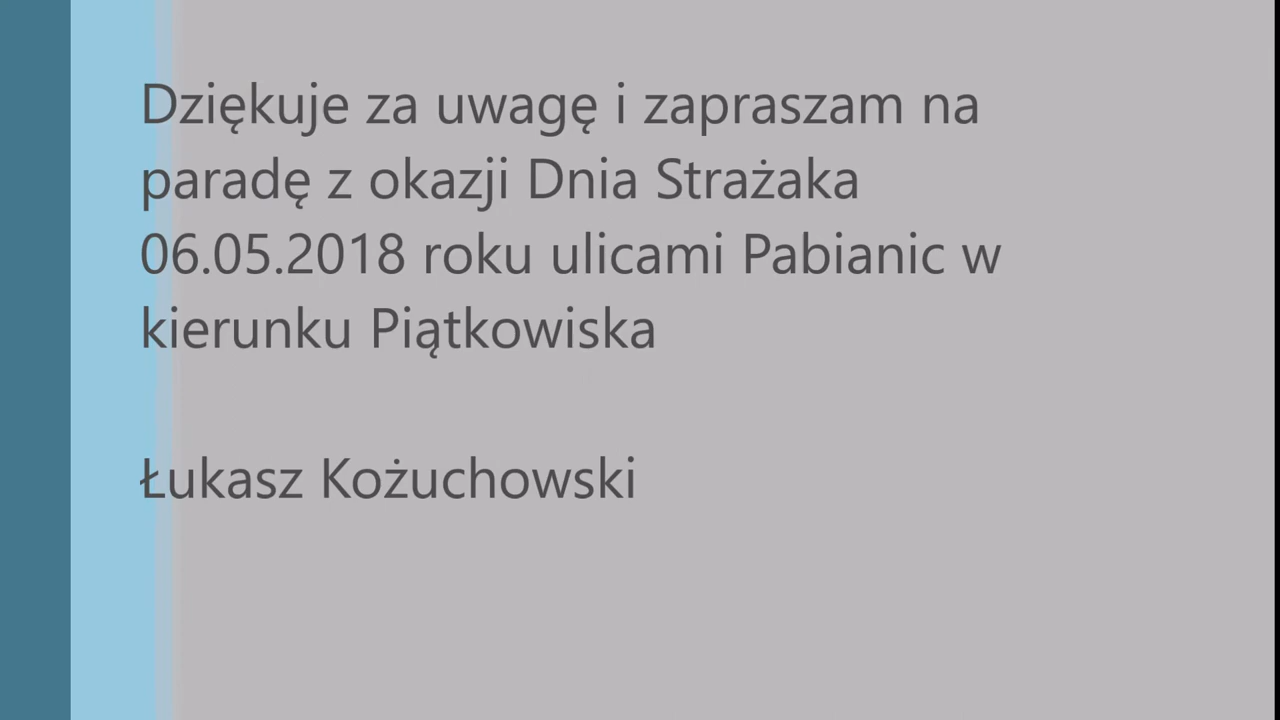 Dziękuje za uwagę i zapraszam na
paradę z okazji Dnia Strażaka
06.05.2018 roku ulicami Pabianic w
kierunku Piątkowiska
Łukasz Kożuchowski